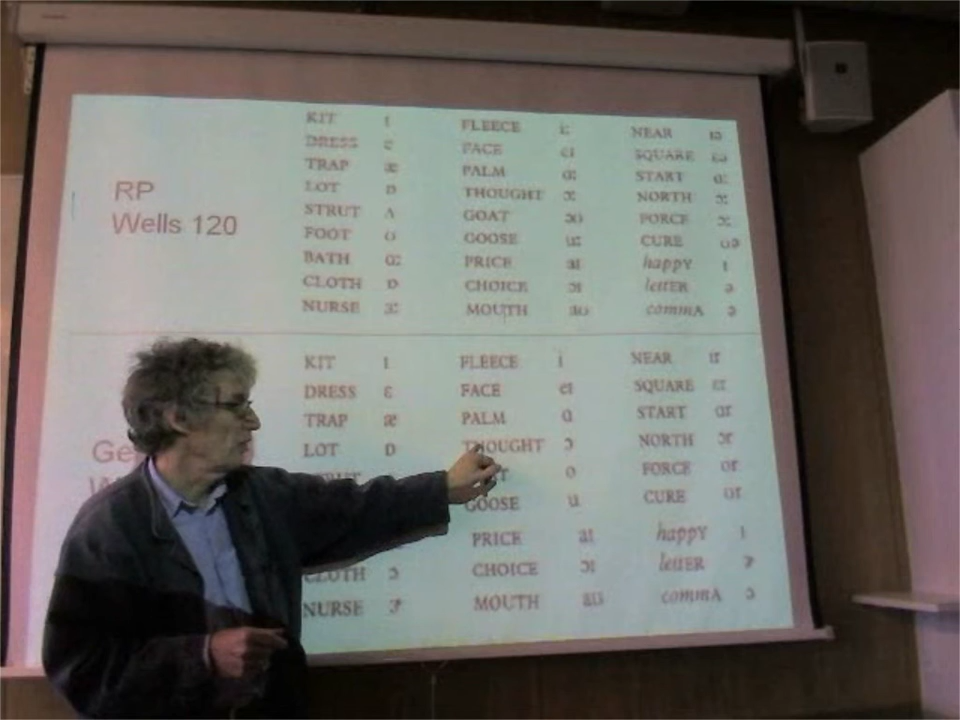 RP
Wells 120
KIT ɪ FLEECE iː NEAR ɪə
DRESS e FACE eɪ SQUARE ɛə
TRAP æ PALM ɑː START ɑː
LOT ɒ THOUGHT ɔː NORTH ɔː
STRUT ʌ GOAT əʊ FORCE ɔː
FOOT ʊ GOOSE uː CURE ʊə
BATH ɑː PRICE aɪ happY ɪ
CLOTH ɒ CHOICE ɔɪ lettER ə
NURSE ɜː MOUTH aʊ commA ə
Ge
KIT ɪ FLEECE i NEAR ɪr
DRESS ɛ FACE eɪ SQUARE ɛr
TRAP æ PALM ɑ START ɑr
LOT ɒ THOUGHT ɔ NORTH ɔr
o FORCE or
GOOSE u CURE ʊr
PRICE aɪ happY ɪ
CLOTH ɔ CHOICE ɔɪ lettER ɚ
NURSE ɝ MOUTH aʊ commA ə